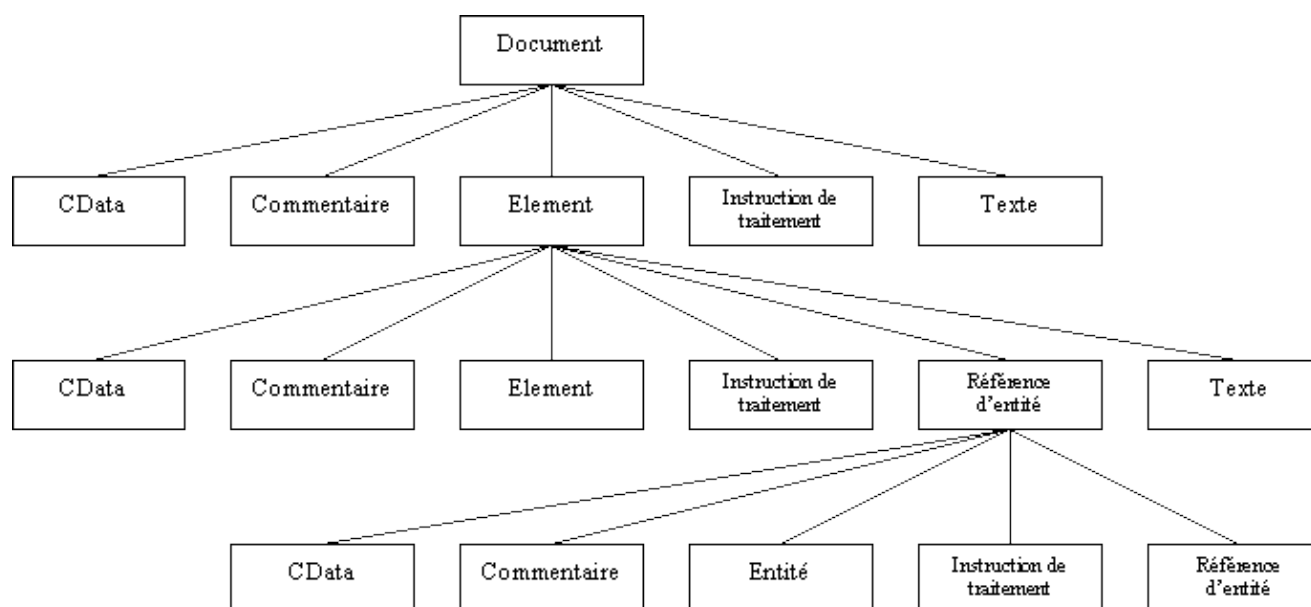 Document
CData
Commentaire
Element
Instruction de
traitement
Texte
CData
Commentaire
Element
Instruction de
traitement
Référence
d'entité
Texte
CData
Commentaire
Entité
Instruction de
traitement
Référence
d'entité